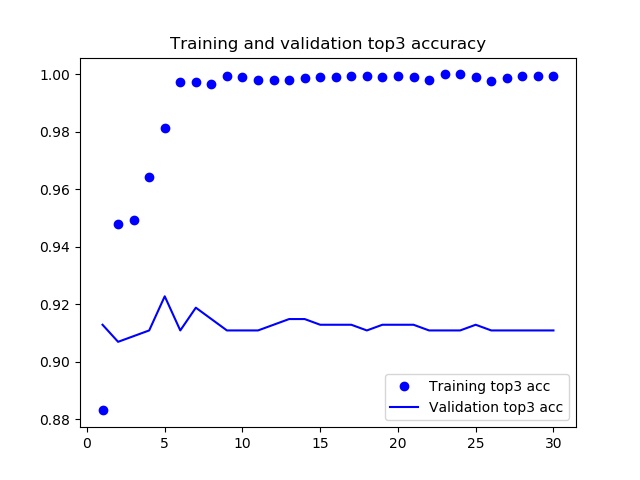 Training and validation top3 accuracy
1.00
0.98
0.96
0.94
0.92
0.90
0.88
0 5 10 15 20 25 30
Training top3 acc
Validation top3 acc